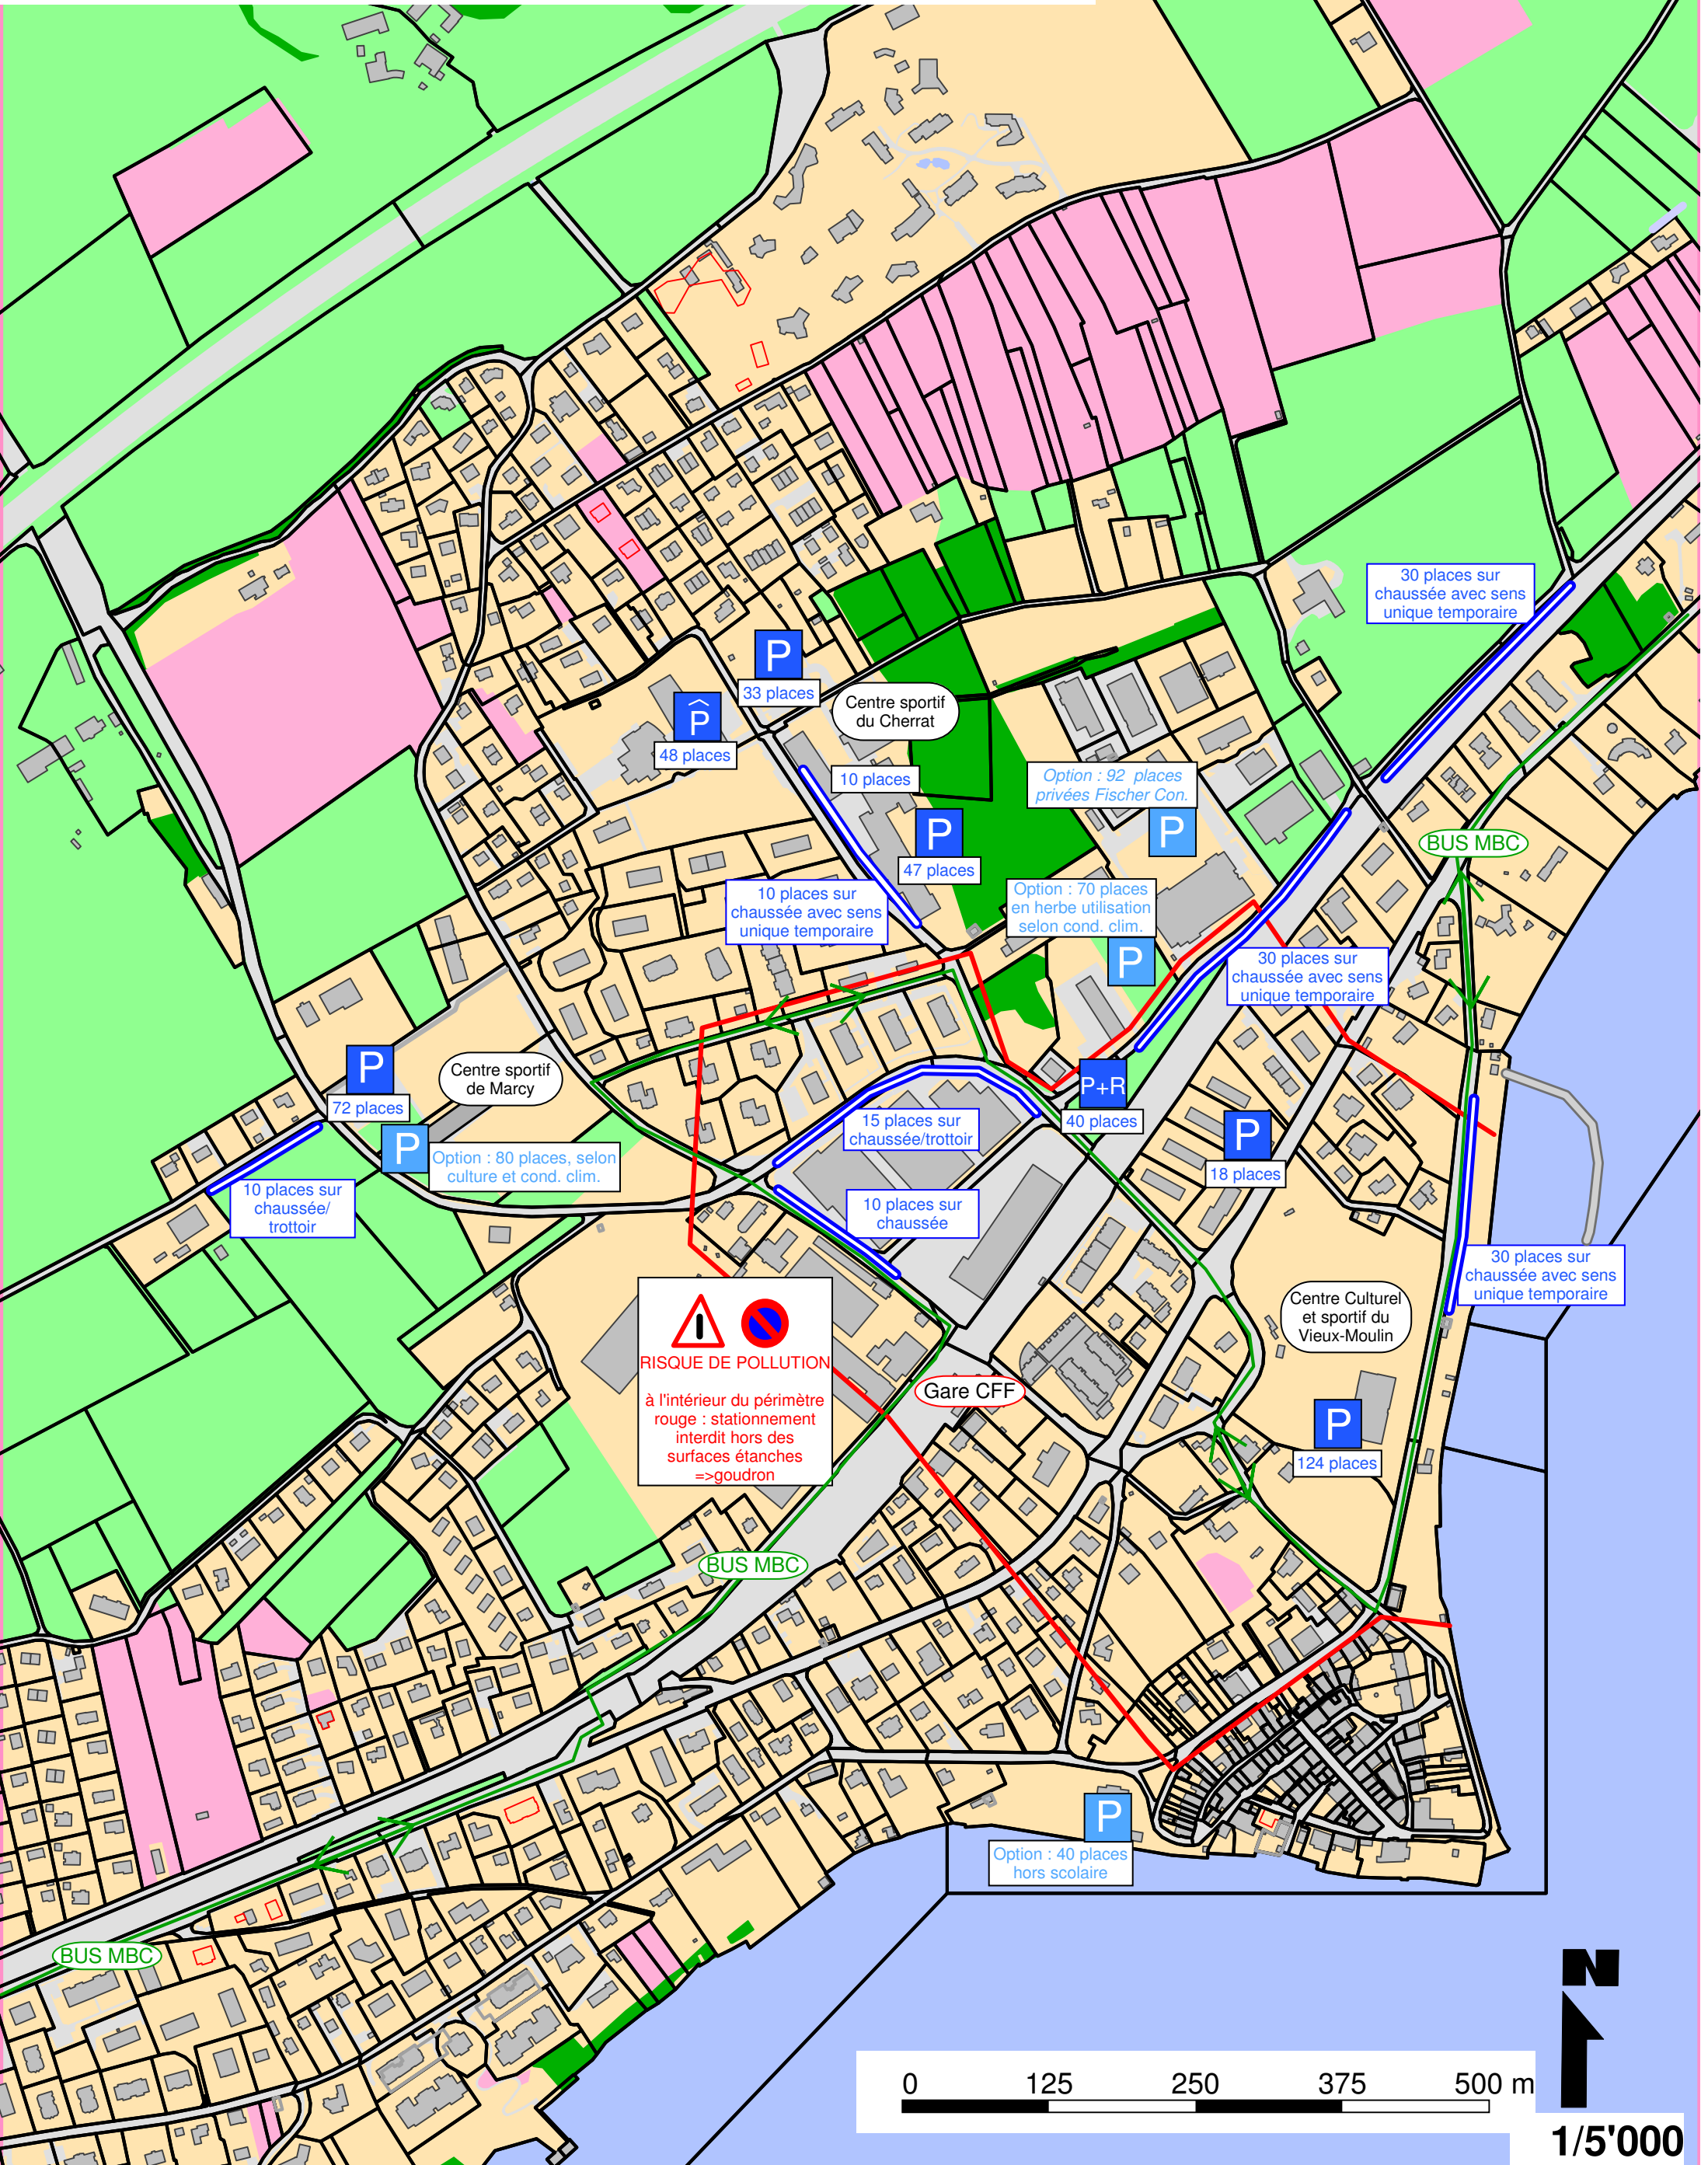 30 places sur
chaussée avec sens
unique temporaire
P
33 places
P
48 places
Centre sportif
du Cherrat
10 places
Option : 92 places
privées Fischer Con.
P
P
47 places
BUS MBC
10 places sur
chaussée avec sens
unique temporaire
Option : 70 places
en herbe utilisation
selon cond. clim.
P
30 places sur
chaussée avec sens
unique temporaire
P
72 places
Centre sportif
de Marcy
P+R
40 places
15 places sur
chaussée/trottoir
P
18 places
P
Option : 80 places, selon
culture et cond. clim.
10 places sur
chaussée/
trottoir
10 places sur
chaussée
30 places sur
chaussée avec sens
unique temporaire
Centre Culturel
et sportif du
Vieux-Moulin
RISQUE DE POLLUTION
à l'intérieur du périmètre
rouge : stationnement
interdit hors des
surfaces étanches
=>goudron
Gare CFF
P
124 places
BUS MBC
P
Option : 40 places
hors scolaire
BUS MBC
N
0 125 250 375 500 m
1/5'000